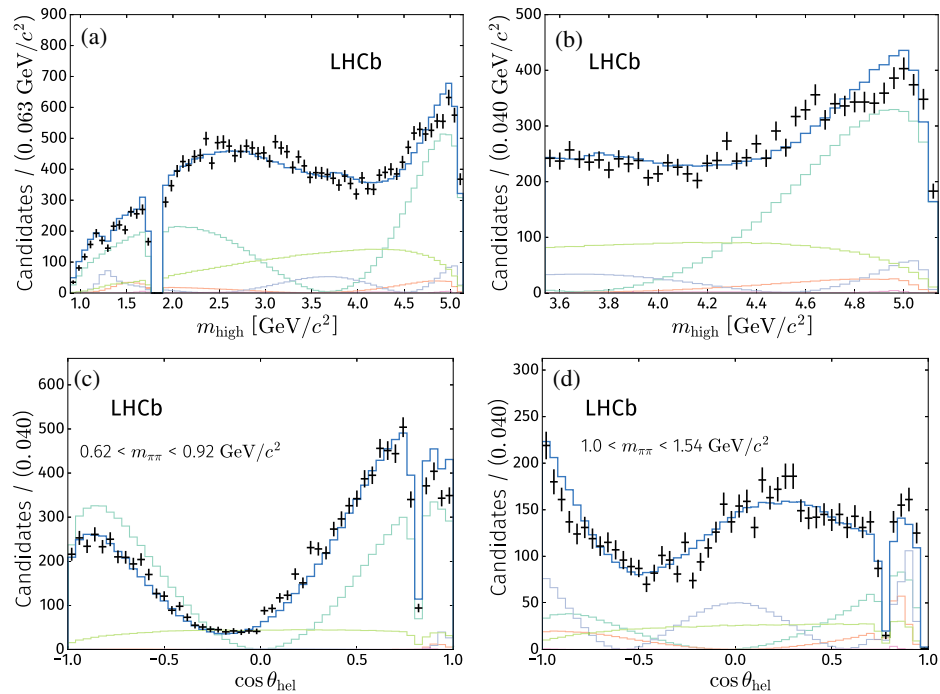 (a)
LHCb
Candidates / (0.063 GeV/c²)
900
800
700
600
500
400
300
200
100
0
1.0 1.5 2.0 2.5 3.0 3.5 4.0 4.5 5.0
m_high [GeV/c²]
(b)
LHCb
Candidates / (0.040 GeV/c²)
500
400
300
200
100
0
3.6 3.8 4.0 4.2 4.4 4.6 4.8 5.0
m_high [GeV/c²]
(c)
LHCb
0.62 < m_ππ < 0.92 GeV/c²
Candidates / (0.040)
600
500
400
300
200
100
0
−1.0 −0.5 0.0 0.5 1.0
cos θ_hel
(d)
LHCb
1.0 < m_ππ < 1.54 GeV/c²
Candidates / (0.040)
300
250
200
150
100
50
0
−1.0 −0.5 0.0 0.5 1.0
cos θ_hel